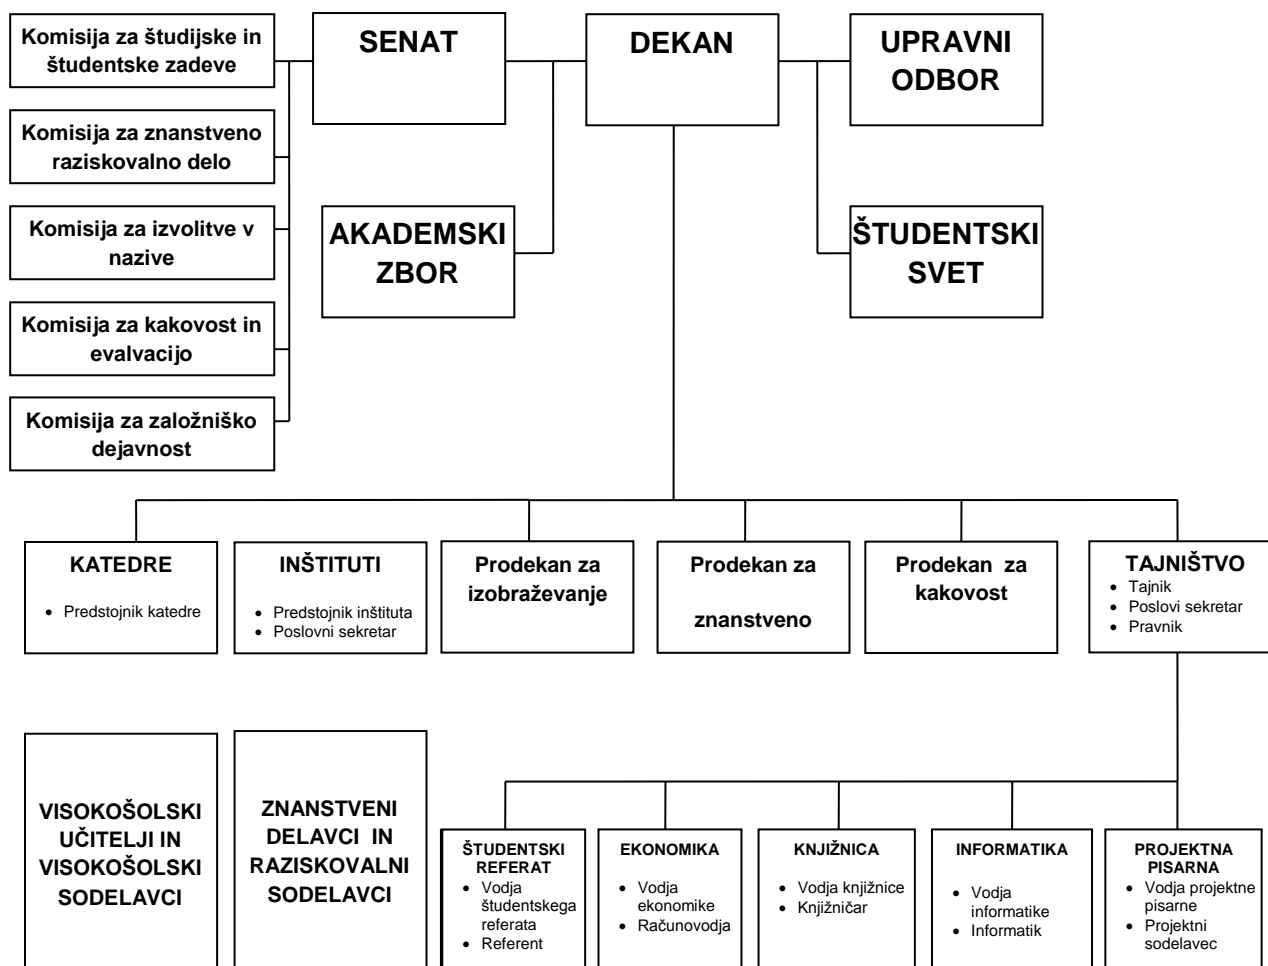 Komisija za študijske in
študentske zadeve
SENAT
DEKAN
UPRAVNI
ODBOR
Komisija za znanstveno
raziskovalno delo
Komisija za izvolitve v
nazive
AKADEMSKI
ZBOR
ŠTUDENTSKI
SVET
Komisija za kakovost in
evalvacijo
Komisija za založniško
dejavnost
KATEDRE
• Predstojnik katedre
INŠTITUTI
• Predstojnik inštituta
• Poslovni sekretar
Prodekan za
izobraževanje
Prodekan za
znanstveno
Prodekan za
kakovost
TAJNIŠTVO
• Tajnik
• Poslovi sekretar
• Pravnik
VISOKOŠOLSKI
UČITELJI IN
VISOKOŠOLSKI
SODELAVCI
ZNANSTVENI
DELAVCI IN
RAZISKOVALNI
SODELAVCI
ŠTUDENTSKI
REFERAT
• Vodja
študentskega
referata
• Referent
EKONOMIKA
• Vodja
ekonomike
• Računovodja
KNJIŽNICA
• Vodja knjižnice
• Knjižničar
INFORMATIKA
• Vodja
informatike
• Informatik
PROJEKTNA
PISARNA
• Vodja projektne
pisarne
• Projektni
sodelavec